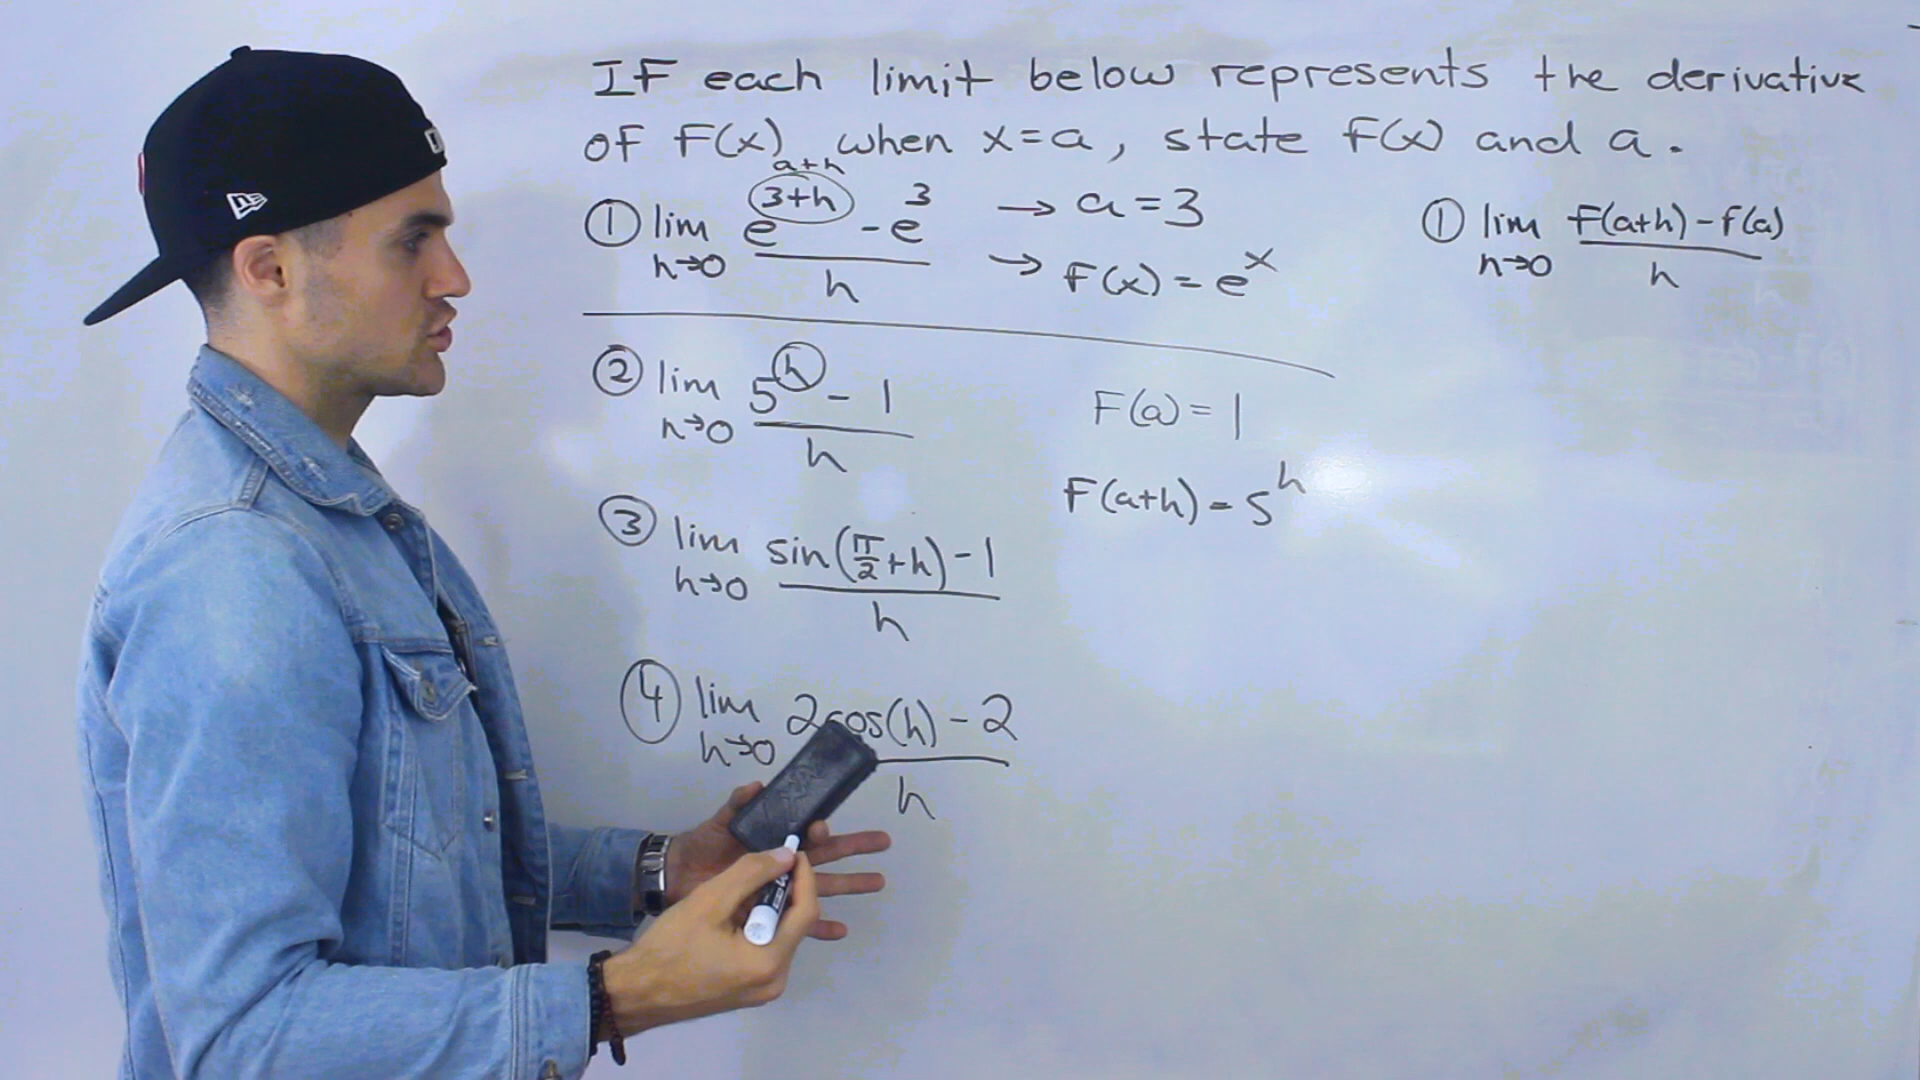 IF each limit below represents the derivative
of F(x) when x=a, state F(x) and a.
a+h
① lim h→0 (e^(3+h) - e^3)/h → a=3
→ F(x) = e^x
① lim h→0 (F(a+h) - F(a))/h
② lim h→0 (5^h - 1)/h
F(a) = 1
F(a+h) = 5^h
③ lim h→0 (sin(π/2+h) - 1)/h
④ lim h→0 (2cos(h) - 2)/h